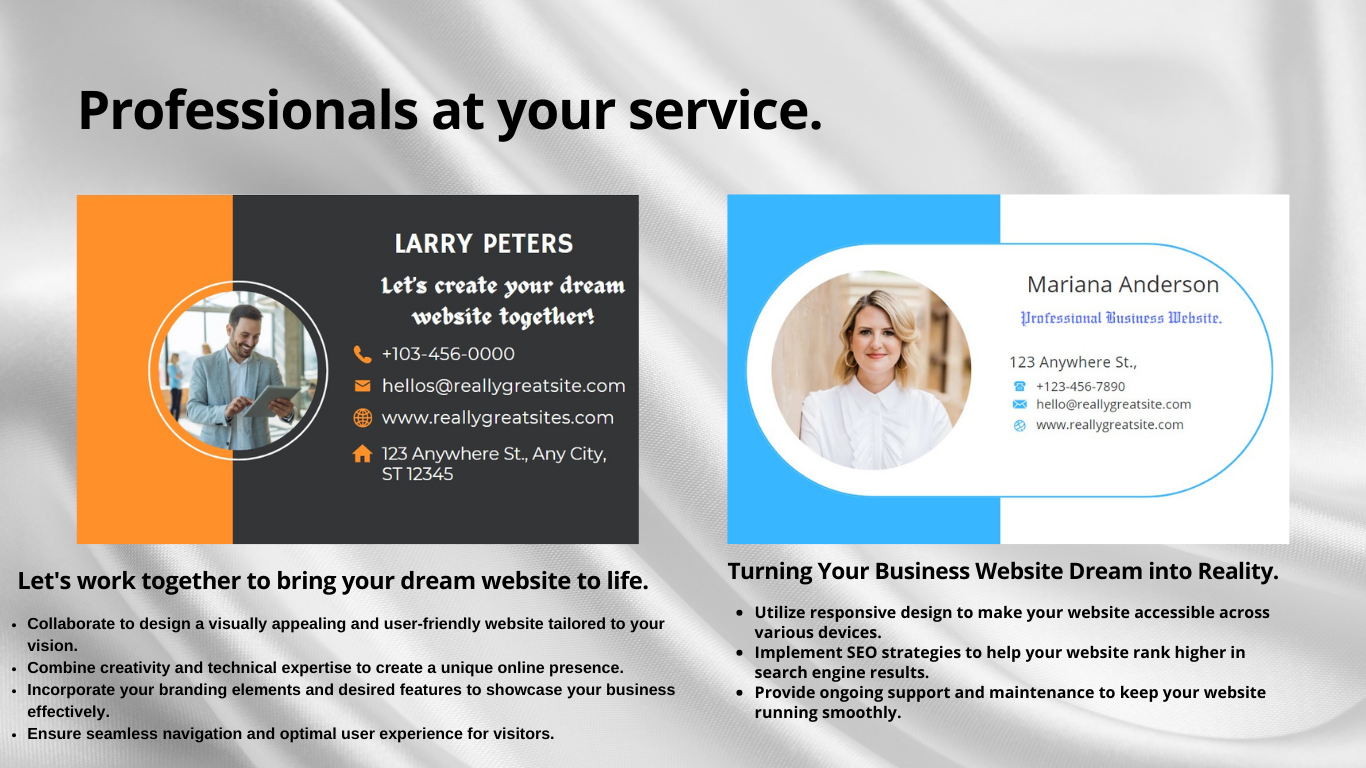 Professionals at your service.
LARRY PETERS
Let's create your dream
website together!
+103-456-0000
hellos@reallygreatsite.com
www.reallygreatsites.com
123 Anywhere St., Any City,
ST 12345
Let's work together to bring your dream website to life.
• Collaborate to design a visually appealing and user-friendly website tailored to your
vision.
• Combine creativity and technical expertise to create a unique online presence.
• Incorporate your branding elements and desired features to showcase your business
effectively.
• Ensure seamless navigation and optimal user experience for visitors.
Mariana Anderson
Professional Business Website.
123 Anywhere St.,
+123-456-7890
hello@reallygreatsite.com
www.reallygreatsite.com
Turning Your Business Website Dream into Reality.
• Utilize responsive design to make your website accessible across
various devices.
• Implement SEO strategies to help your website rank higher in
search engine results.
• Provide ongoing support and maintenance to keep your website
running smoothly.